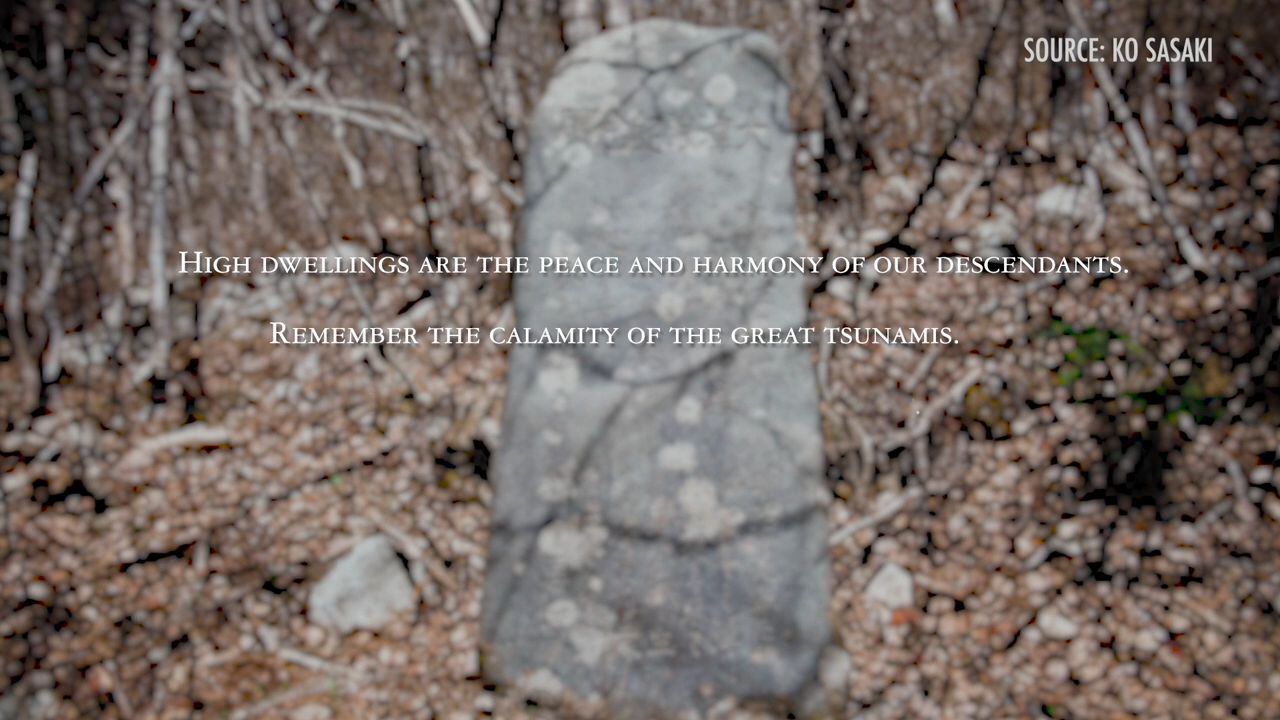 SOURCE: KO SASAKI
High dwellings are the peace and harmony of our descendants.
Remember the calamity of the great tsunamis.